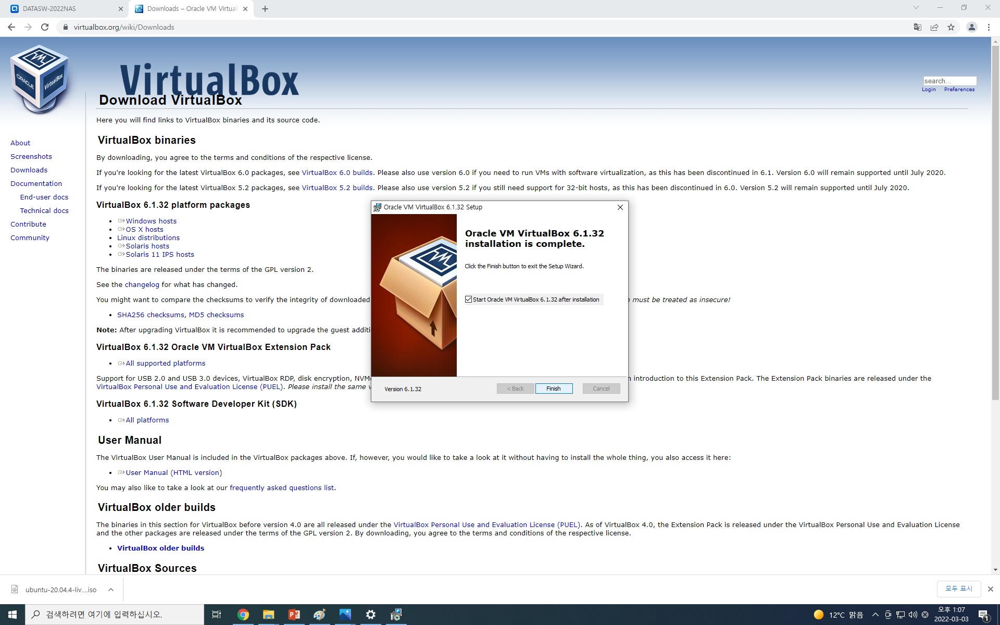 DATASW-2022NAS
Downloads – Oracle VM Virtual
virtualbox.org/wiki/Downloads
ORACLE
VirtualBox
VirtualBox
search...
Login Preferences
Download VirtualBox
Here you will find links to VirtualBox binaries and its source code.
About
Screenshots
Downloads
Documentation
End-user docs
Technical docs
Contribute
Community
VirtualBox binaries
By downloading, you agree to the terms and conditions of the respective license.
If you're looking for the latest VirtualBox 6.0 packages, see VirtualBox 6.0 builds. Please also use version 6.0 if you need to run VMs with software virtualization, as this has been discontinued in 6.1. Version 6.0 will remain supported until July 2020.
If you're looking for the latest VirtualBox 5.2 packages, see VirtualBox 5.2 builds. Please also use version 5.2 if you still need support for 32-bit hosts, as this has been discontinued in 6.0. Version 5.2 will remain supported until July 2020.
VirtualBox 6.1.32 platform packages
Windows hosts
OS X hosts
Linux distributions
Solaris hosts
Solaris 11 IPS hosts
The binaries are released under the terms of the GPL version 2.
See the changelog for what has changed.
You might want to compare the checksums to verify the integrity of downloaded
must be treated as insecure!
SHA256 checksums, MD5 checksums
Note: After upgrading VirtualBox it is recommended to upgrade the guest additi
VirtualBox 6.1.32 Oracle VM VirtualBox Extension Pack
All supported platforms
Support for USB 2.0 and USB 3.0 devices, VirtualBox RDP, disk encryption, NVM
n introduction to this Extension Pack. The Extension Pack binaries are released under the
VirtualBox Personal Use and Evaluation License (PUEL). Please install the same v
VirtualBox 6.1.32 Software Developer Kit (SDK)
All platforms
Oracle VM VirtualBox 6.1.32 Setup
Oracle VM VirtualBox 6.1.32
installation is complete.
Click the Finish button to exit the Setup Wizard.
Start Oracle VM VirtualBox 6.1.32 after installation
Version 6.1.32
< Back
Finish
Cancel
User Manual
The VirtualBox User Manual is included in the VirtualBox packages above. If, however, you would like to take a look at it without having to install the whole thing, you also access it here:
User Manual (HTML version)
You may also like to take a look at our frequently asked questions list.
VirtualBox older builds
The binaries in this section for VirtualBox before version 4.0 are all released under the VirtualBox Personal Use and Evaluation License (PUEL). As of VirtualBox 4.0, the Extension Pack is released under the VirtualBox Personal Use and Evaluation License
and the other packages are released under the terms of the GPL version 2. By downloading, you agree to the terms and conditions of the respective license.
VirtualBox older builds
VirtualBox Sources
ubuntu-20.04.4-liv....iso
모두 표시
검색하려면 여기에 입력하십시오.
12°C 맑음
오후 1:07
2022-03-03
1